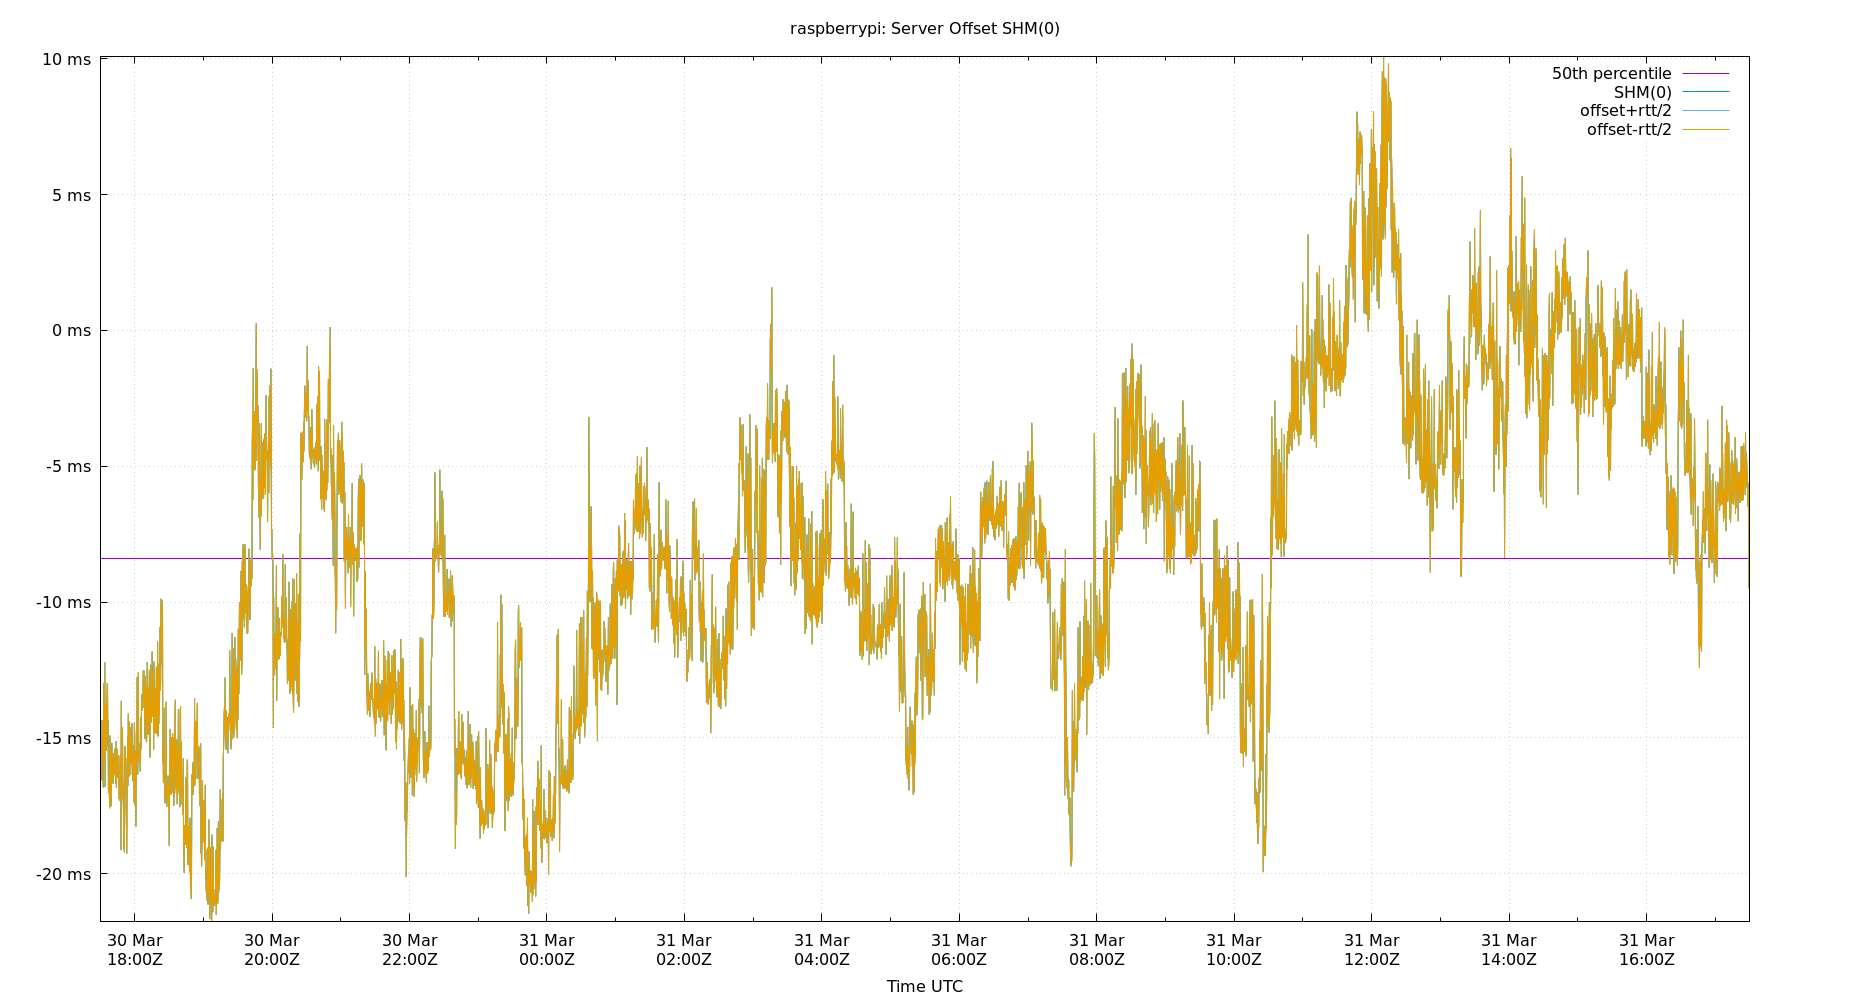 raspberrypi: Server Offset SHM(0)
10 ms
5 ms
0 ms
-5 ms
-10 ms
-15 ms
-20 ms
50th percentile
SHM(0)
offset+rtt/2
offset-rtt/2
30 Mar 30 Mar 30 Mar 31 Mar 31 Mar 31 Mar 31 Mar 31 Mar 31 Mar 31 Mar 31 Mar 31 Mar
18:00Z 20:00Z 22:00Z 00:00Z 02:00Z 04:00Z 06:00Z 08:00Z 10:00Z 12:00Z 14:00Z 16:00Z
Time UTC